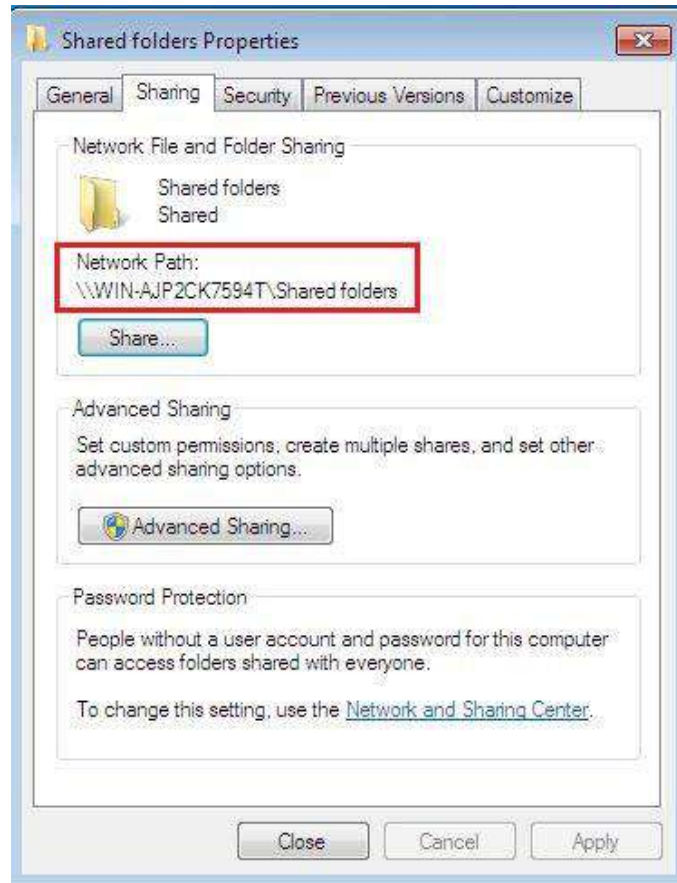 Shared folders Properties
General Sharing Security Previous Versions Customize
Network File and Folder Sharing
Shared folders
Shared
Network Path:
\\WIN-AJP2CK7594T\Shared folders
Share...
Advanced Sharing
Set custom permissions, create multiple shares, and set other
advanced sharing options.
Advanced Sharing...
Password Protection
People without a user account and password for this computer
can access folders shared with everyone.
To change this setting, use the Network and Sharing Center.
Close Cancel Apply